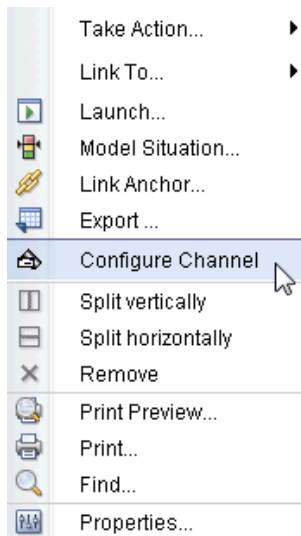 Take Action...
Link To...
Launch...
Model Situation...
Link Anchor...
Export ...
Configure Channel
Split vertically
Split horizontally
Remove
Print Preview...
Print...
Find...
Properties...